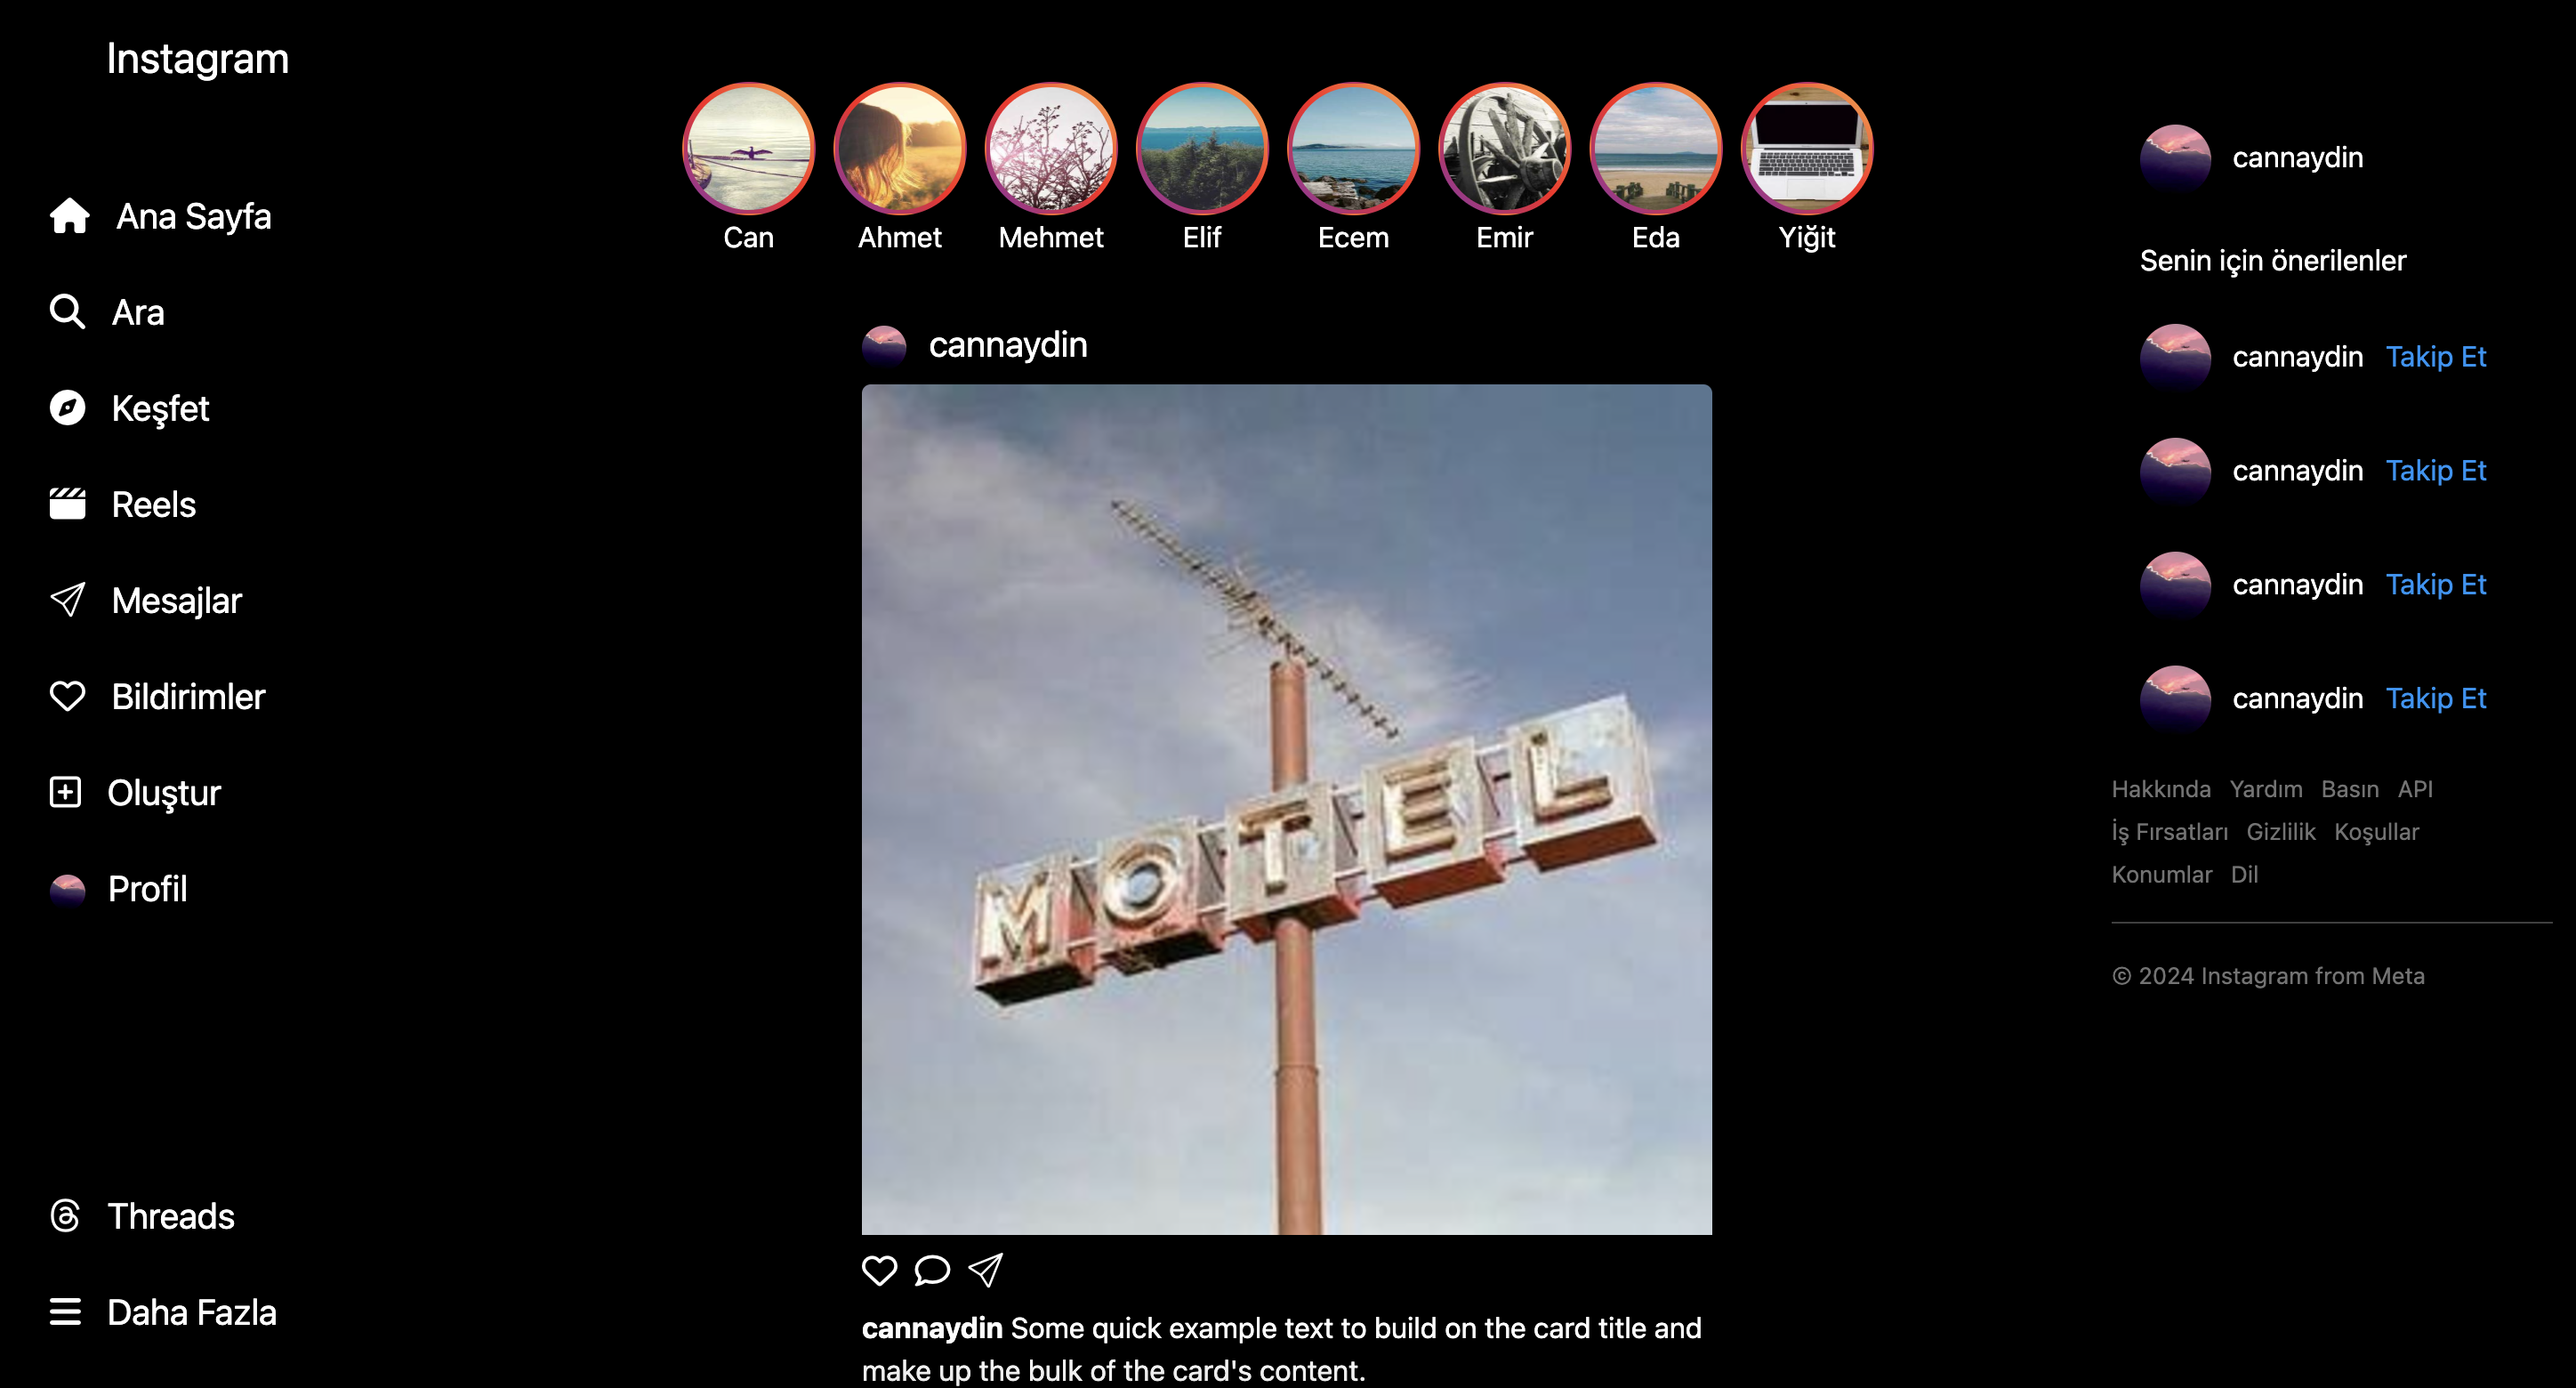 Instagram
Ana Sayfa
Ara
Keşfet
Reels
Mesajlar
Bildirimler
Oluştur
Profil
Threads
Daha Fazla
Can Ahmet Mehmet Elif Ecem Emir Eda Yiğit
cannaydin
MOTEL
cannaydin Some quick example text to build on the card title and
make up the bulk of the card's content.
cannaydin
Senin için önerilenler
cannaydin Takip Et
cannaydin Takip Et
cannaydin Takip Et
cannaydin Takip Et
Hakkında Yardım Basın API
İş Fırsatları Gizlilik Koşullar
Konumlar Dil
© 2024 Instagram from Meta